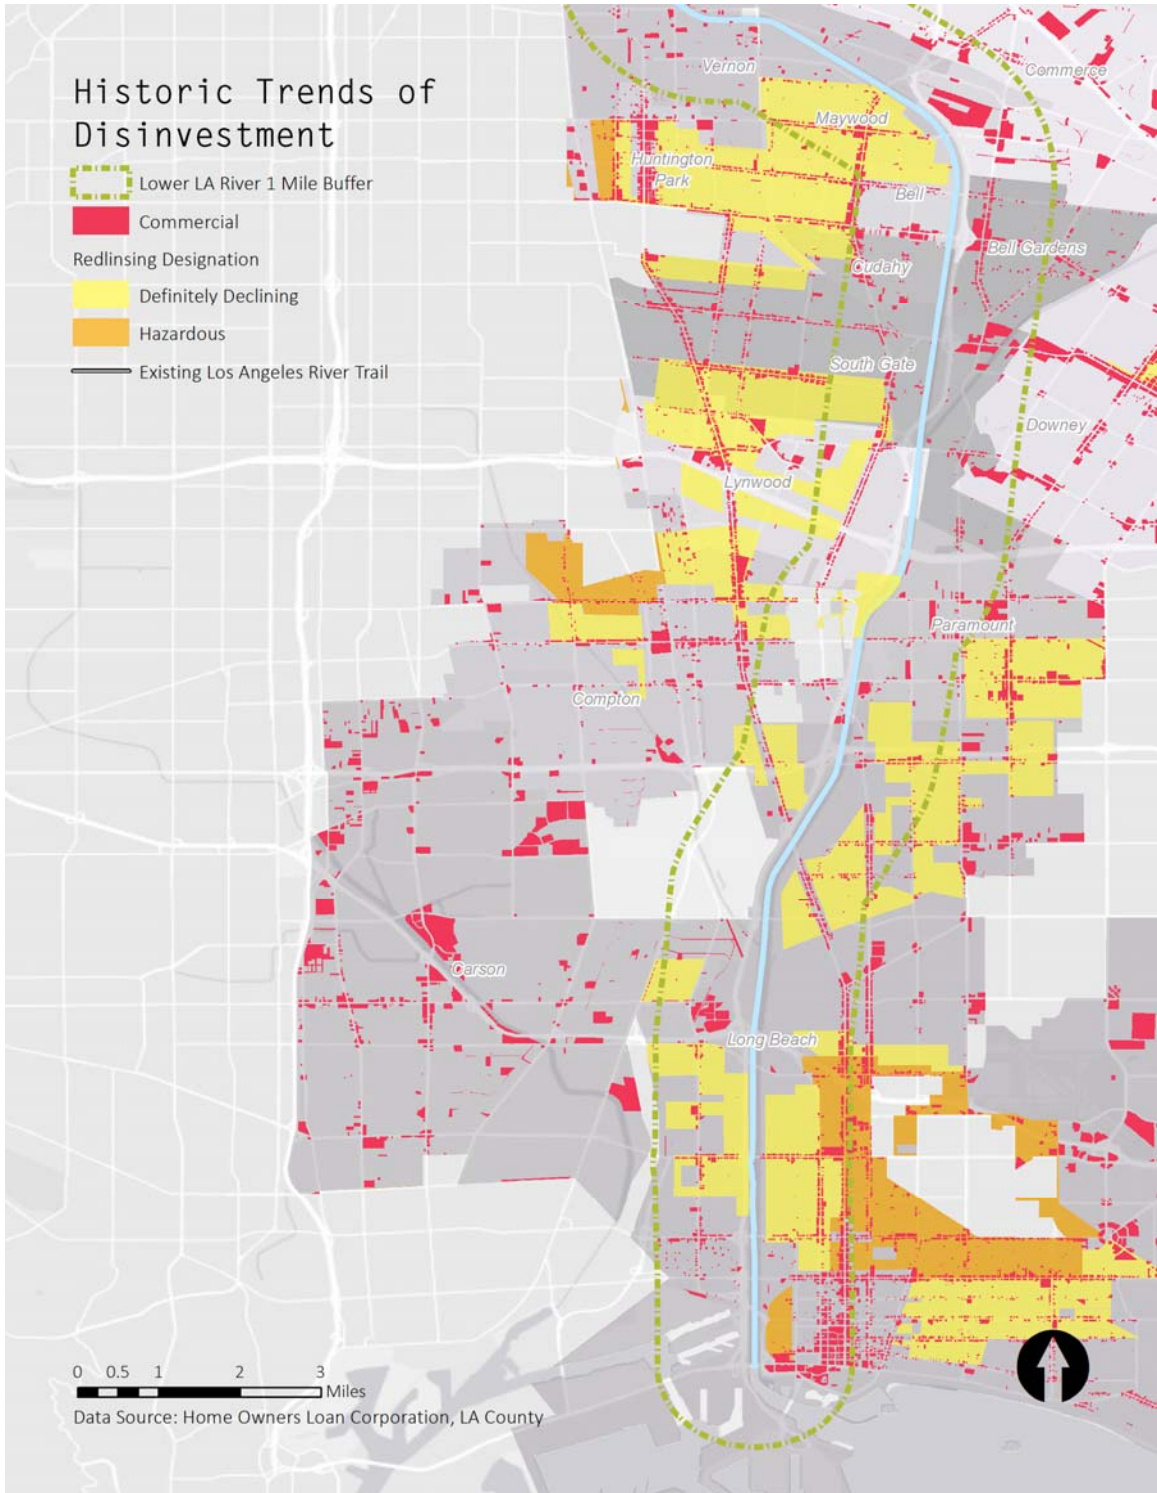 Historic Trends of
Disinvestment
Lower LA River 1 Mile Buffer
Commercial
Redlinsing Designation
Definitely Declining
Hazardous
Existing Los Angeles River Trail
Vernon
Commerce
Maywood
Huntington
Park
Bell
Bell Gardens
Cudahy
South Gate
Downey
Lynwood
Paramount
Compton
Carson
Long Beach
0 0.5 1 2 3
Miles
Data Source: Home Owners Loan Corporation, LA County